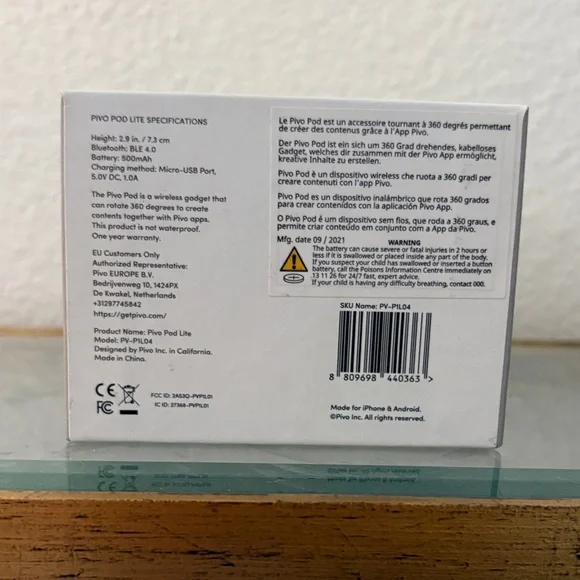 PIVO POD LITE SPECIFICATIONS
Height: 2.9 in. / 7.3 cm
Bluetooth: BLE 4.0
Battery: 500mAh
Charging method: Micro-USB Port,
5.0V DC, 1.0A
The Pivo Pod is a wireless gadget that
can rotate 360 degrees to create
contents together with Pivo apps.
This product is not waterproof.
One year warranty.
EU Customers Only
Authorized Representative:
Pivo EUROPE B.V.
Bedrijvenweg 10, 1424PX
De Kwakel, Netherlands
+31297745842
https://getpivo.com/
Product Name: Pivo Pod Lite
Model: PV-P1L04
Designed by Pivo Inc. in California.
Made in China.
CE
FC
FCC ID: 2AS3Q-PVP1L01
IC ID: 27368-PVP1L01
Le Pivo Pod est un accessoire tournant à 360 degrés permettant
de créer des contenus grâce à l'App Pivo.
Der Pivo Pod ist ein sich um 360 Grad drehendes, kabelloses
Gadget, welches dir zusammen mit der Pivo App ermöglicht,
kreative Inhalte zu erstellen.
Pivo Pod è un dispositivo wireless che ruota a 360 gradi per
creare contenuti con l'app Pivo.
Pivo Pod es un dispositivo inalámbrico que rota 360 grados
para crear contenidos con la aplicación Pivo App.
O Pivo Pod é um dispositivo sem fios, que roda a 360 graus, e
permite criar conteúdo em conjunto com a App da Pivo.
Mfg. date 09 / 2021
WARNING
The battery can cause severe or fatal injuries in 2 hours or
less if it is swallowed or placed inside any part of the body.
If you suspect your child has swallowed or inserted a button
battery, call the Poisons Information Centre immediately on
13 11 26 for 24/7 fast, expert advice.
If your child is having any difficulty breathing, contact 000.
SKU Name: PV-P1L04
8 809698 440363 >
Made for iPhone & Android.
©Pivo Inc. All rights reserved.